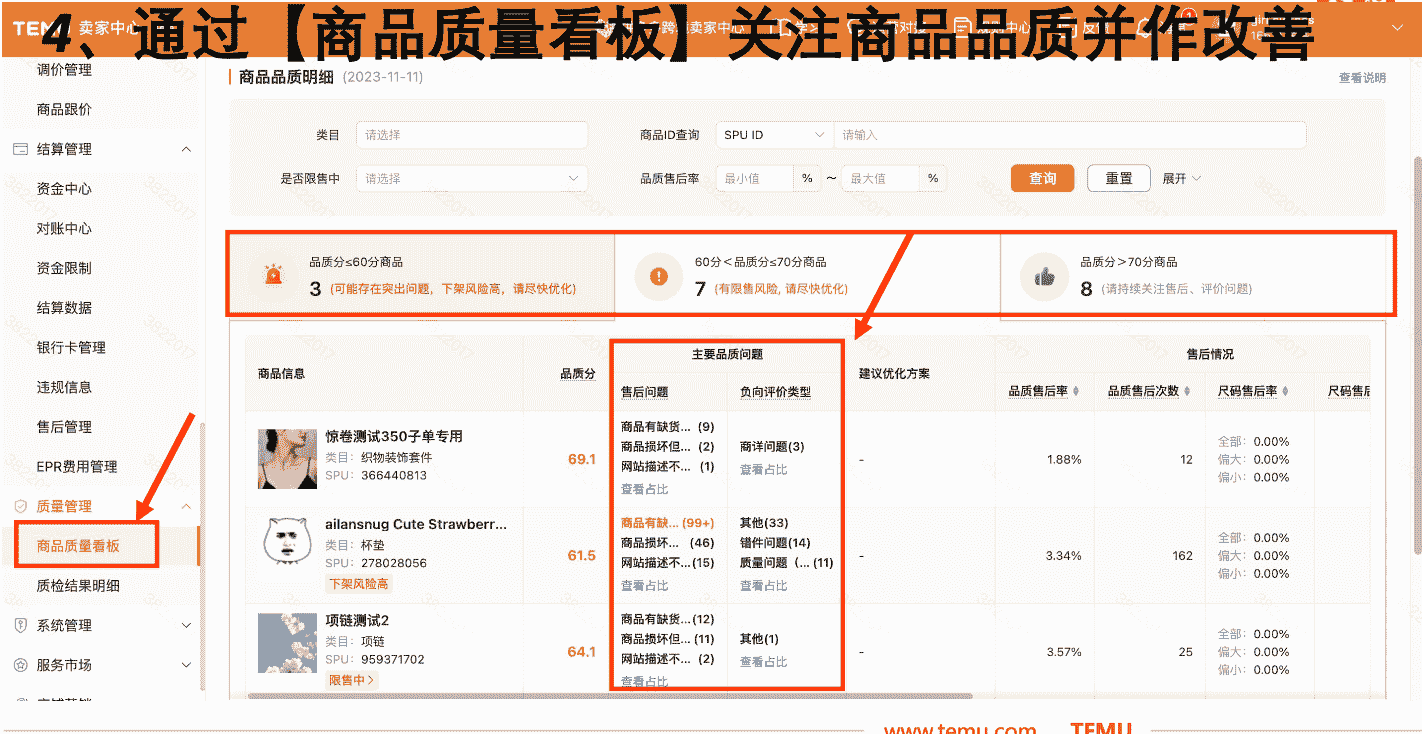 4、通过【商品质量看板】关注商品品质并作改善
TEMU 卖家中心
调价管理
商品跟价
结算管理
资金中心
对账中心
资金限制
结算数据
银行卡管理
违规信息
售后管理
EPR费用管理
质量管理
商品质量看板
质检结果明细
系统管理
服务市场
商品品质明细 (2023-11-11)
查看说明
类目 请选择 商品ID查询 SPU ID 请输入
是否限售中 请选择 品质售后率 最小值 % ~ 最大值 % 查询 重置 展开
品质分≤60分商品
3 (可能存在突出问题，下架风险高，请尽快优化)
60分＜品质分≤70分商品
7 (有限售风险, 请尽快优化)
品质分＞70分商品
8 (请持续关注售后、评价问题)
商品信息 品质分 主要品质问题 建议优化方案 售后情况
售后问题 负向评价类型 品质售后率 品质售后次数 尺码售后率 尺码售后
惊卷测试350子单专用
类目：织物装饰套件
SPU：366440813
69.1
商品有缺货... (9)
商品损坏但... (2)
网站描述不... (1)
查看占比
商详问题(3)
查看占比
-
1.88%
12
全部：0.00%
偏大：0.00%
偏小：0.00%
ailansnug Cute Strawberr...
类目：杯垫
SPU：278028056
下架风险高
61.5
商品有缺... (99+)
商品损坏... (46)
网站描述不...(15)
查看占比
其他(33)
错件问题(14)
质量问题（... (11)
查看占比
-
3.34%
162
全部：0.00%
偏大：0.00%
偏小：0.00%
项链测试2
类目：项链
SPU：959371702
限售中
64.1
商品有缺货...(12)
商品损坏但... (11)
网站描述不... (2)
查看占比
其他(1)
查看占比
-
3.57%
25
全部：0.00%
偏大：0.00%
偏小：0.00%
www.temu.com TEMU